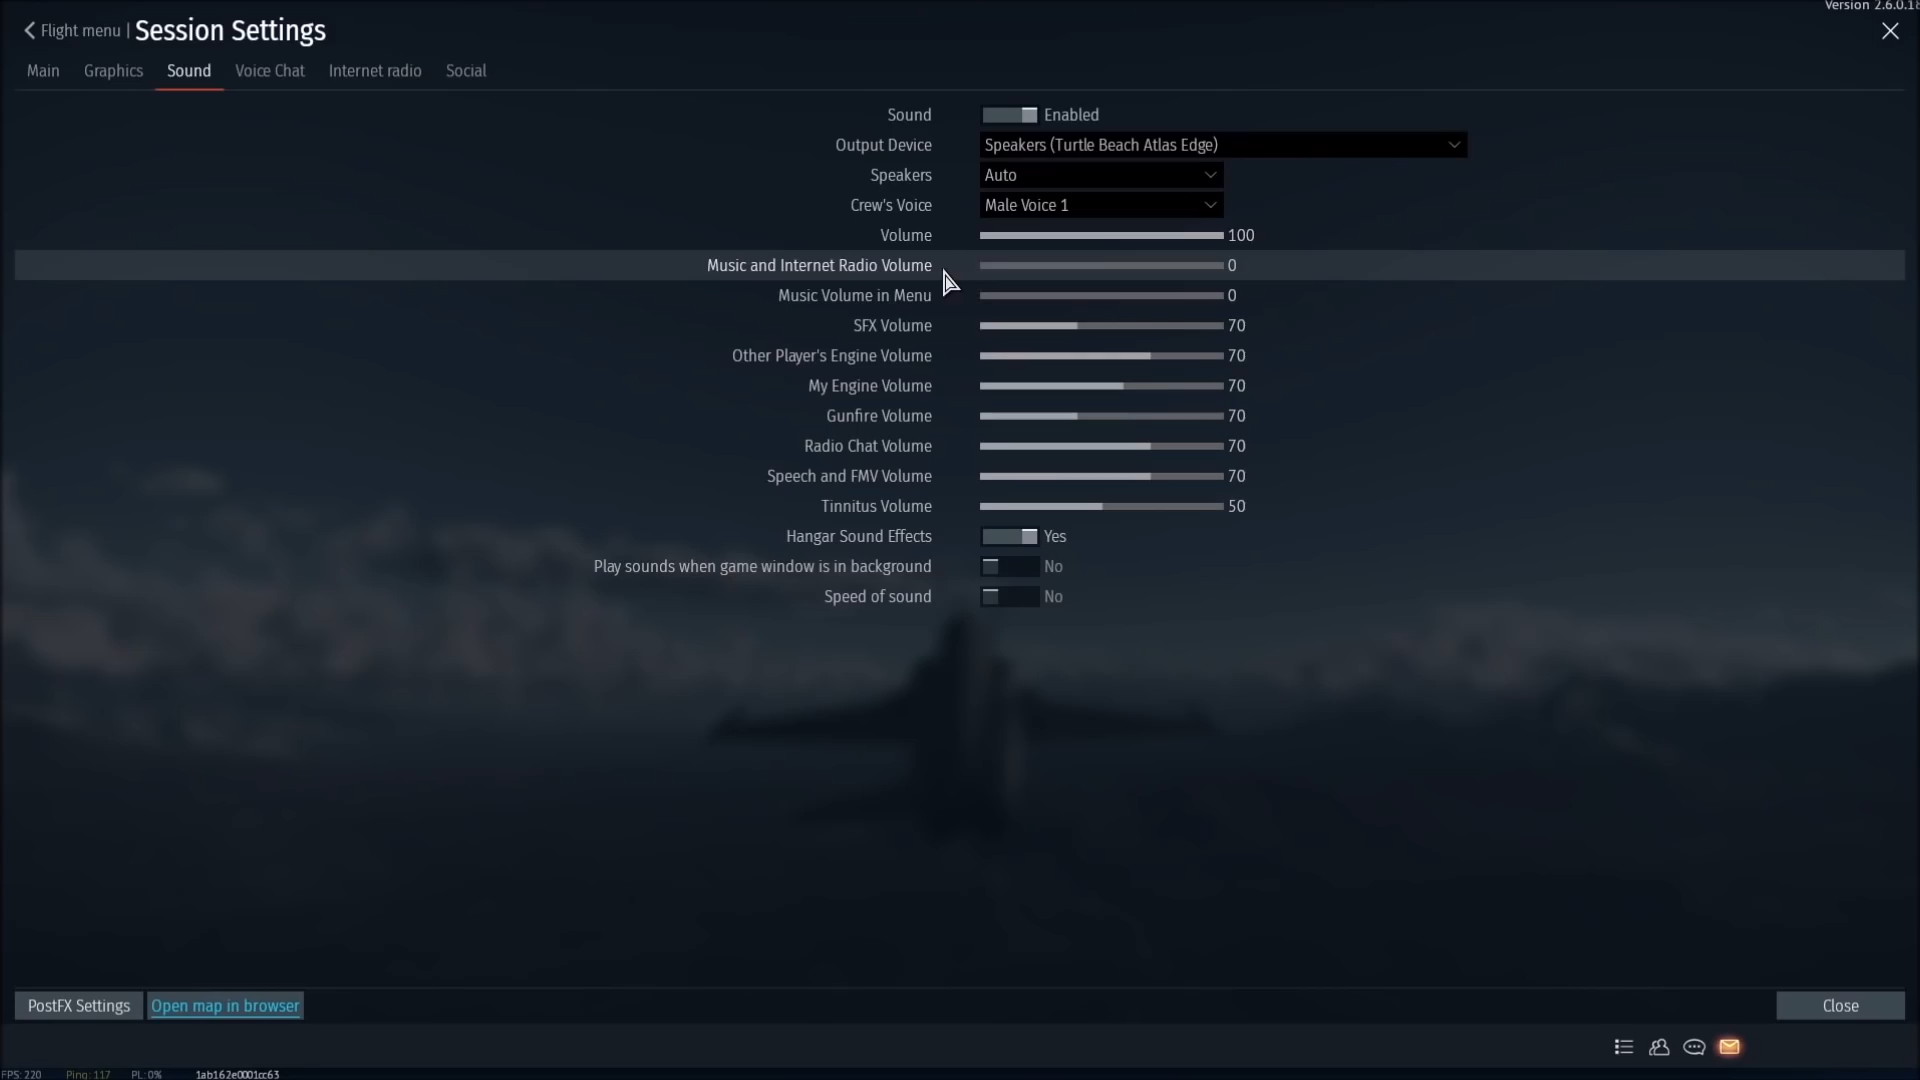 Version 2.6.0.18
Flight menu | Session Settings
Main Graphics Sound Voice Chat Internet radio Social
Sound Enabled
Output Device Speakers (Turtle Beach Atlas Edge)
Speakers Auto
Crew's Voice Male Voice 1
Volume 100
Music and Internet Radio Volume 0
Music Volume in Menu 0
SFX Volume 70
Other Player's Engine Volume 70
My Engine Volume 70
Gunfire Volume 70
Radio Chat Volume 70
Speech and FMV Volume 70
Tinnitus Volume 50
Hangar Sound Effects Yes
Play sounds when game window is in background No
Speed of sound No
PostFX Settings Open map in browser Close
FPS: 220 Ping: 117 PL: 0% 1ab162e0001cc63